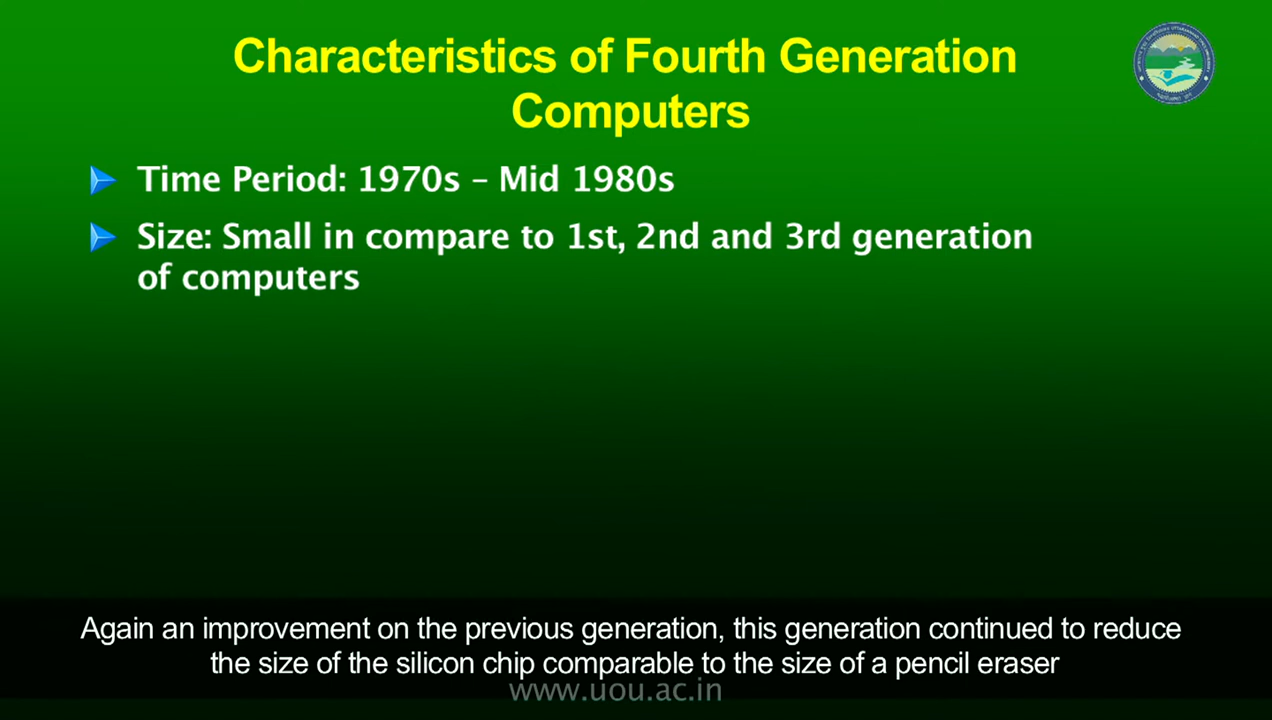 Characteristics of Fourth Generation
Computers
Time Period: 1970s – Mid 1980s
Size: Small in compare to 1st, 2nd and 3rd generation
of computers
Again an improvement on the previous generation, this generation continued to reduce
the size of the silicon chip comparable to the size of a pencil eraser
www.uou.ac.in